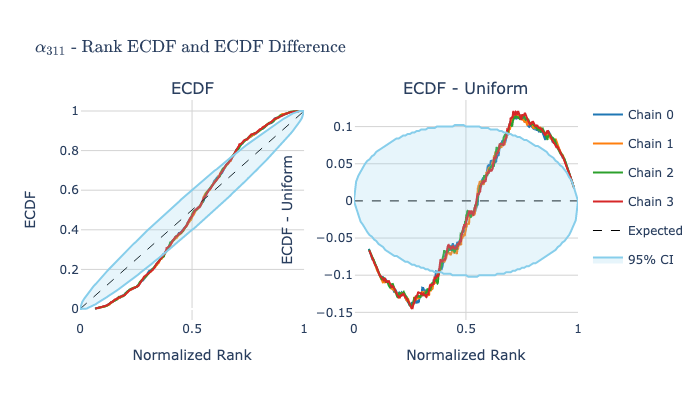 α311 - Rank ECDF and ECDF Difference
ECDF
ECDF
1
0.8
0.6
0.4
0.2
0
0
0.5
1
Normalized Rank
ECDF - Uniform
ECDF - Uniform
0.1
0.05
0
−0.05
−0.1
−0.15
0
0.5
1
Normalized Rank
Chain 0
Chain 1
Chain 2
Chain 3
Expected
95% CI